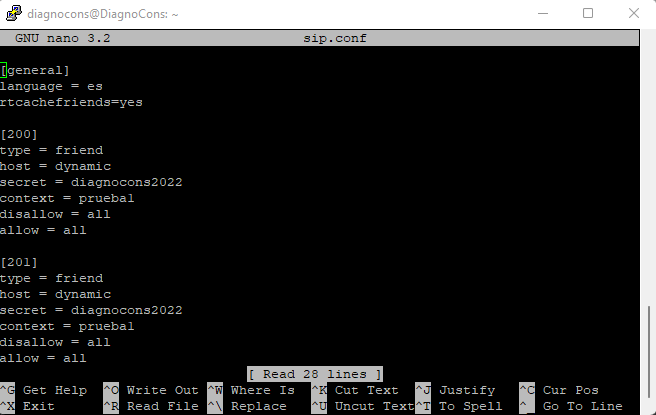 diagnocons@DiagnoCons: ~
GNU nano 3.2 sip.conf
[general]
language = es
rtcachefriends=yes
[200]
type = friend
host = dynamic
secret = diagnocons2022
context = prueba1
disallow = all
allow = all
[201]
type = friend
host = dynamic
secret = diagnocons2022
context = prueba1
disallow = all
allow = all
[ Read 28 lines ]
^G Get Help ^O Write Out ^W Where Is ^K Cut Text ^J Justify ^C Cur Pos
^X Exit ^R Read File ^\ Replace ^U Uncut Text ^T To Spell ^_ Go To Line